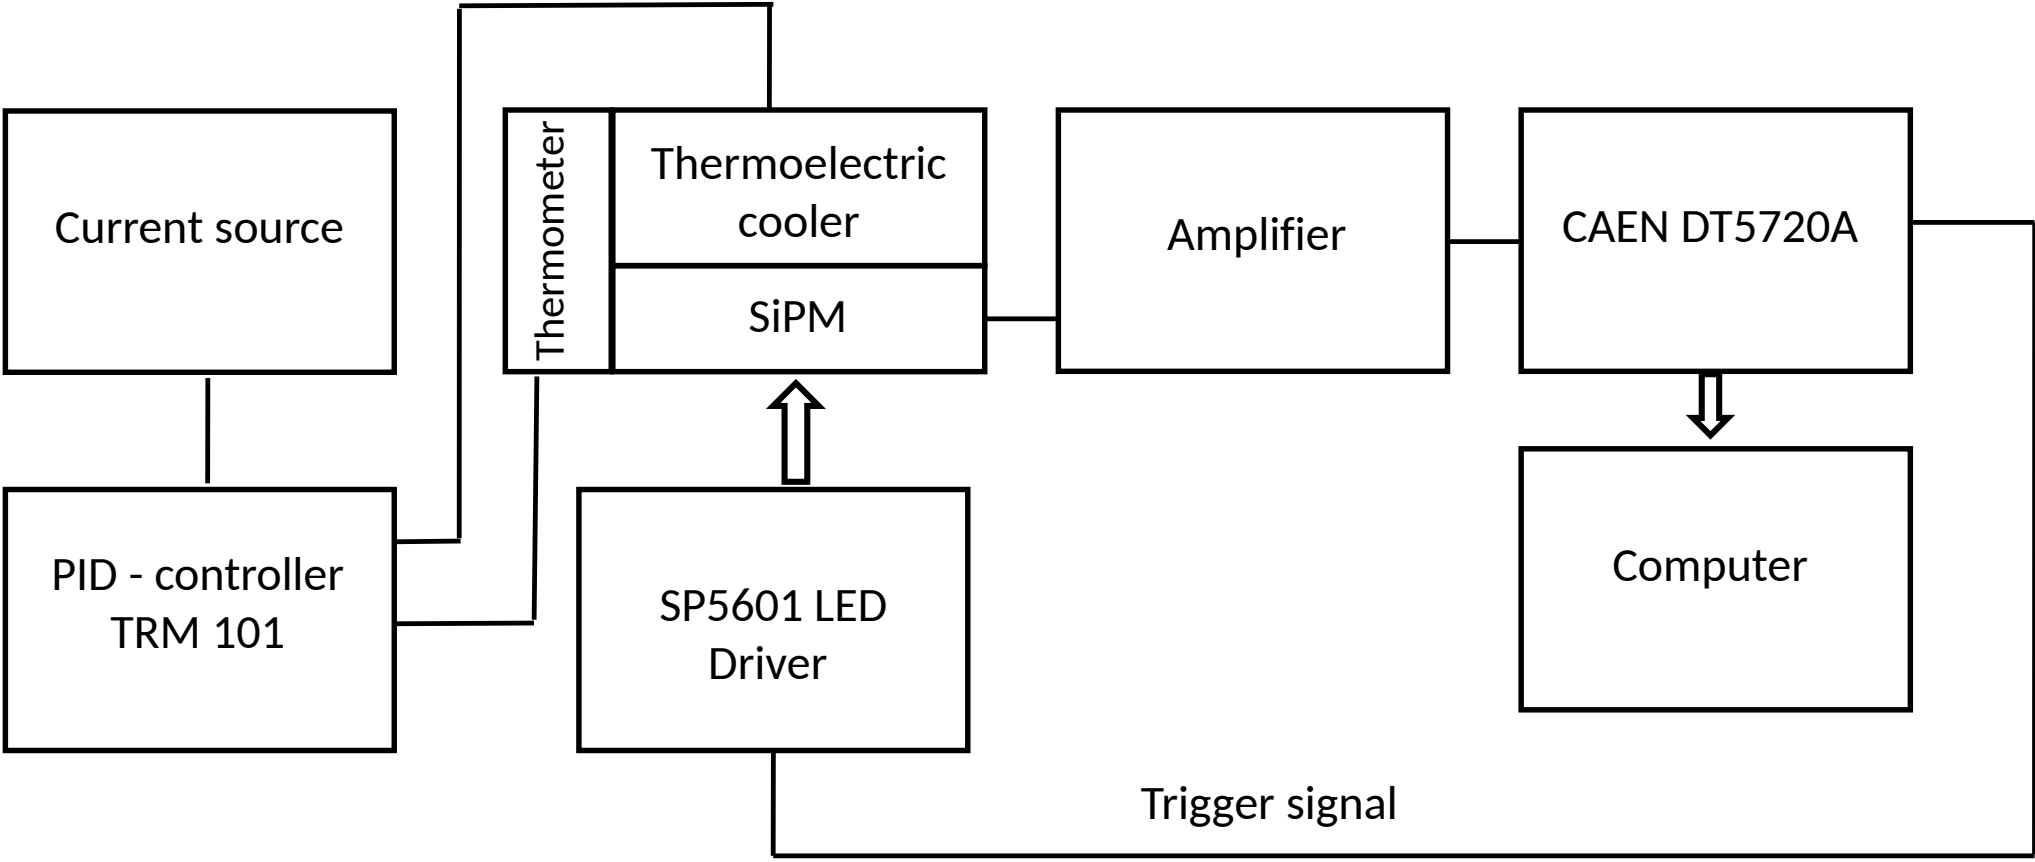 Current source
Thermometer
Thermoelectric
cooler
SiPM
Amplifier
CAEN DT5720A
PID - controller
TRM 101
SP5601 LED
Driver
Computer
Trigger signal